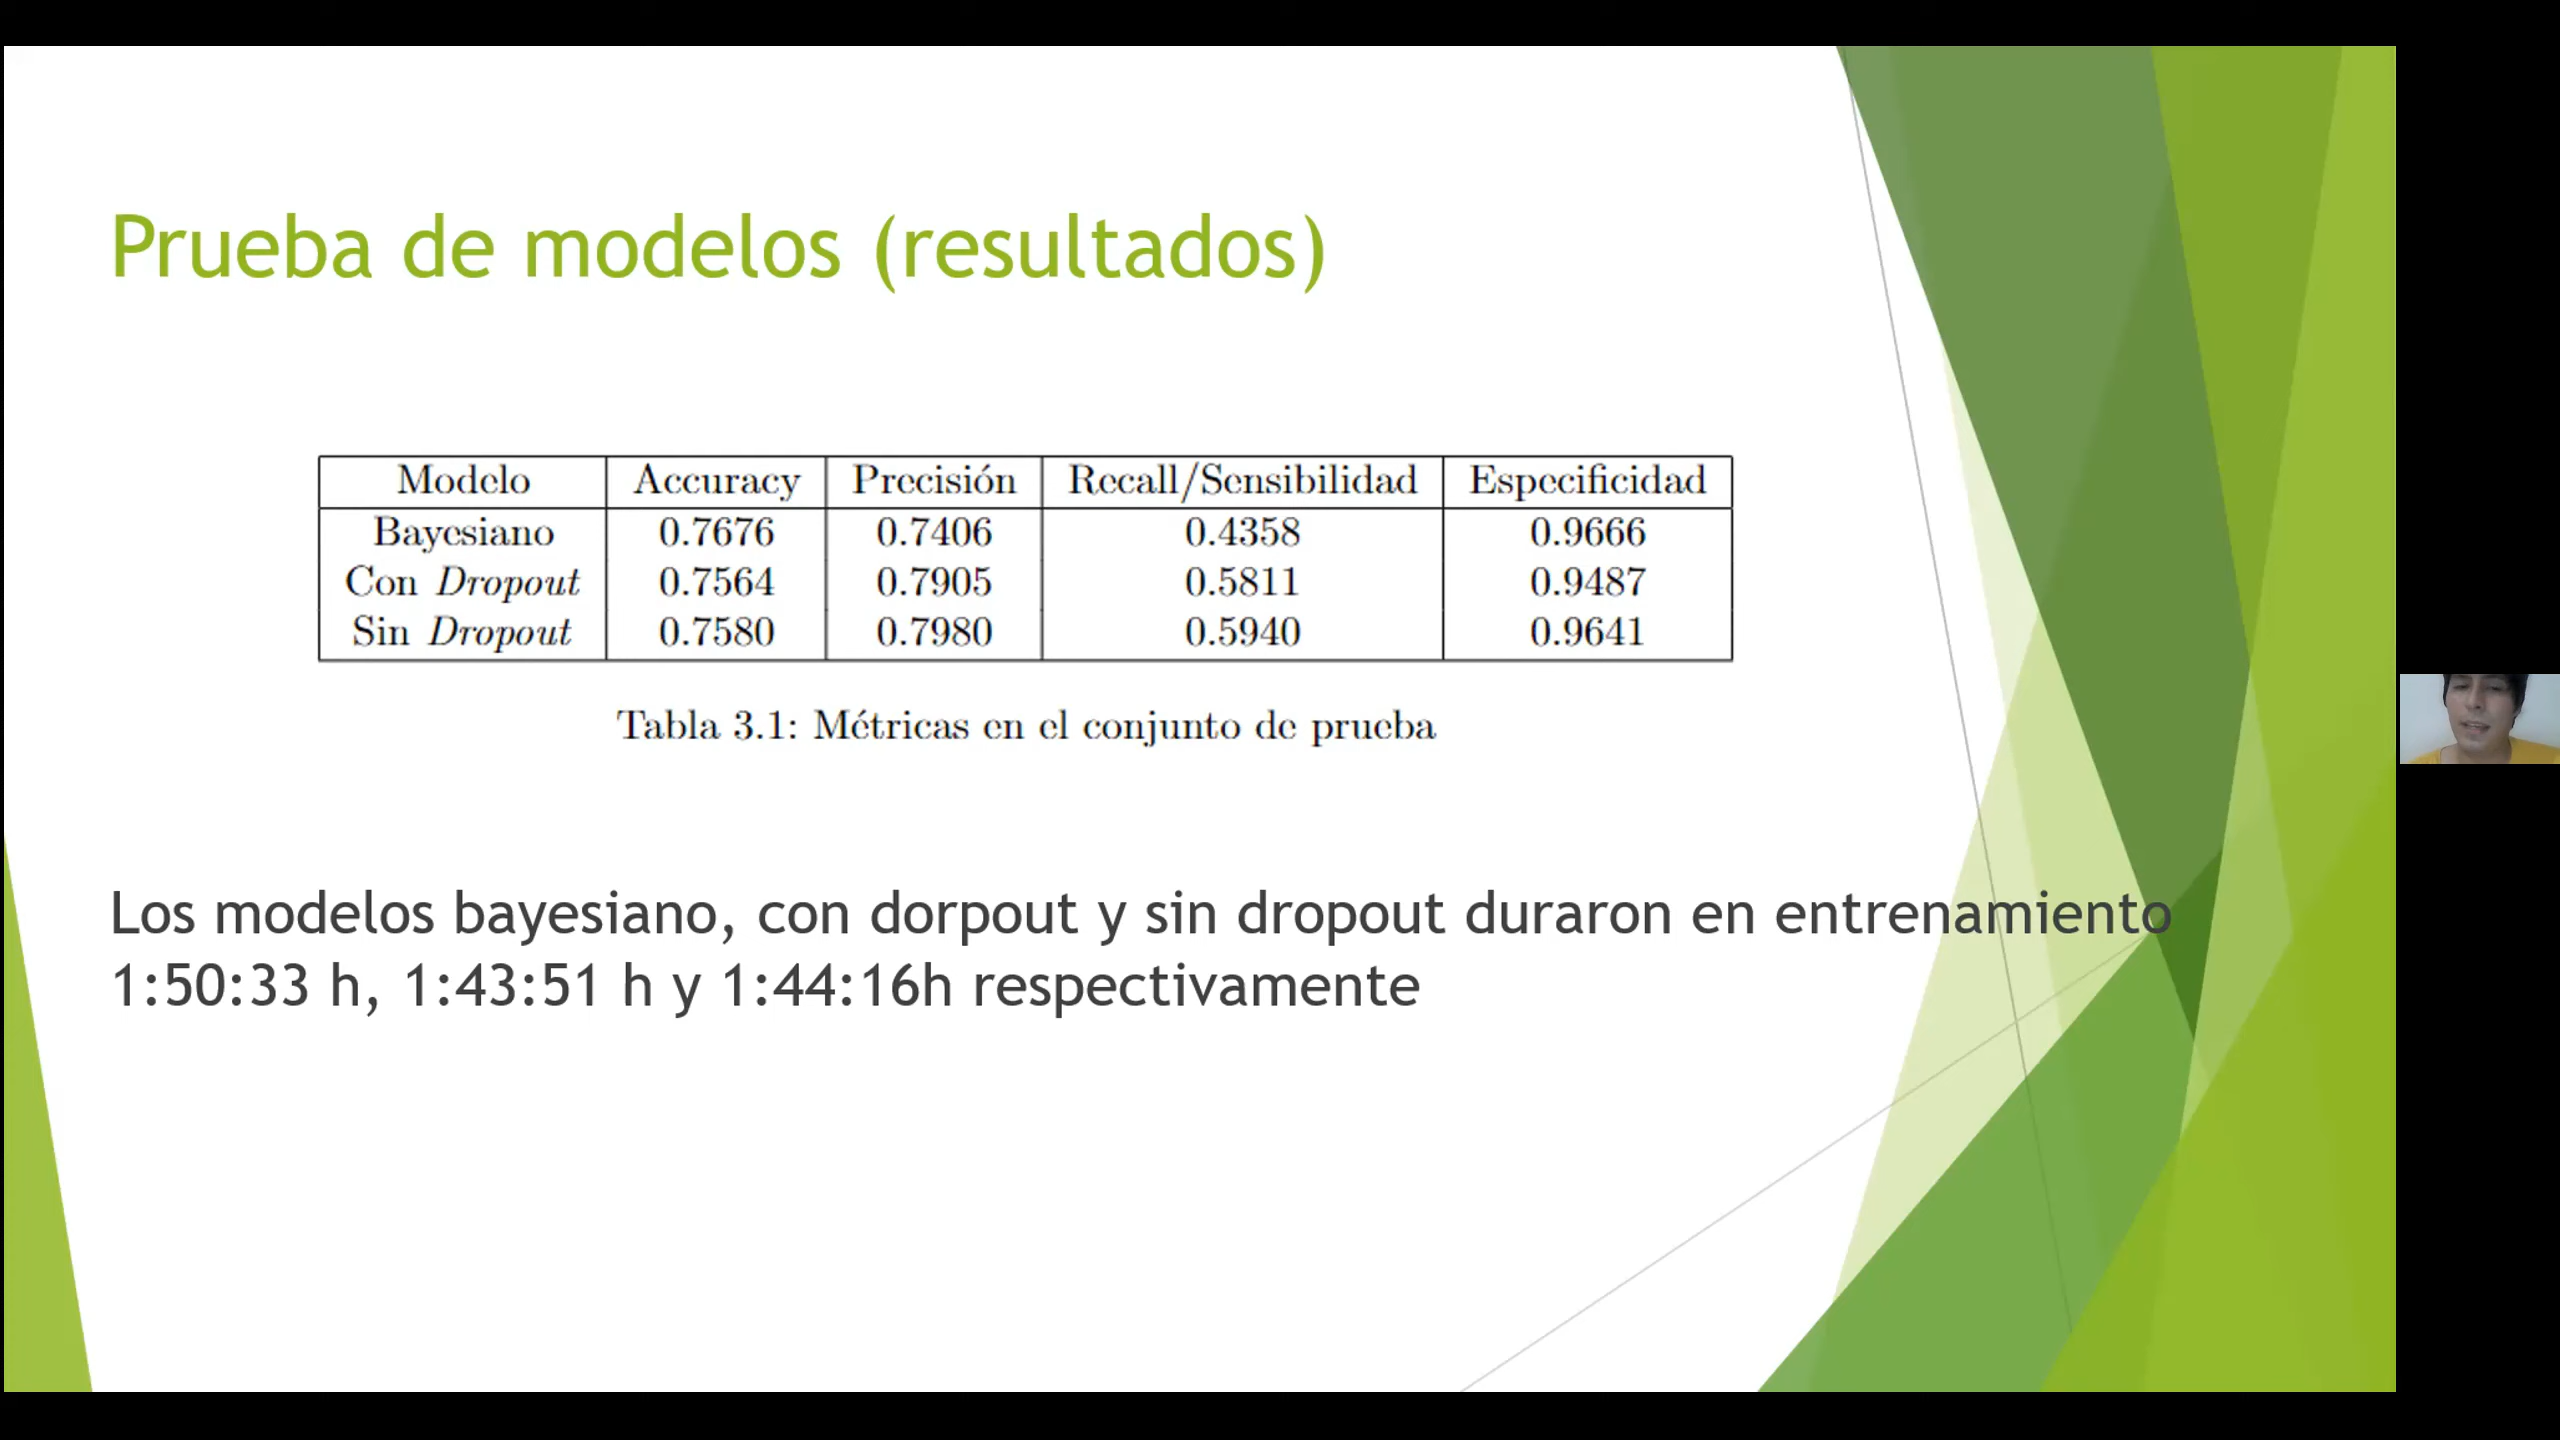 Prueba de modelos (resultados)
Modelo Accuracy Precisión Recall/Sensibilidad Especificidad
Bayesiano 0.7676 0.7406 0.4358 0.9666
Con Dropout 0.7564 0.7905 0.5811 0.9487
Sin Dropout 0.7580 0.7980 0.5940 0.9641
Tabla 3.1: Métricas en el conjunto de prueba
Los modelos bayesiano, con dorpout y sin dropout duraron en entrenamiento
1:50:33 h, 1:43:51 h y 1:44:16h respectivamente